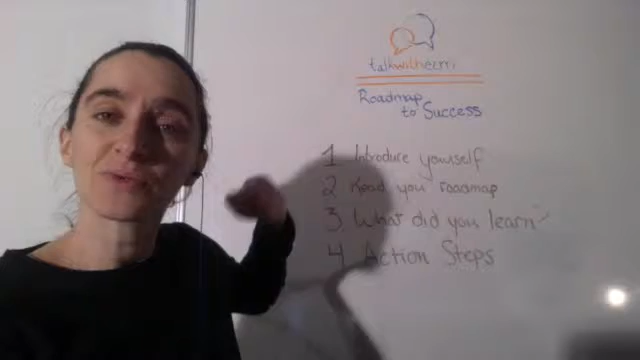 talkwithcerri
Roadmap
to Success
1 Introduce yourself
2 Read you roadmap
3 What did you learn
4 Action Steps